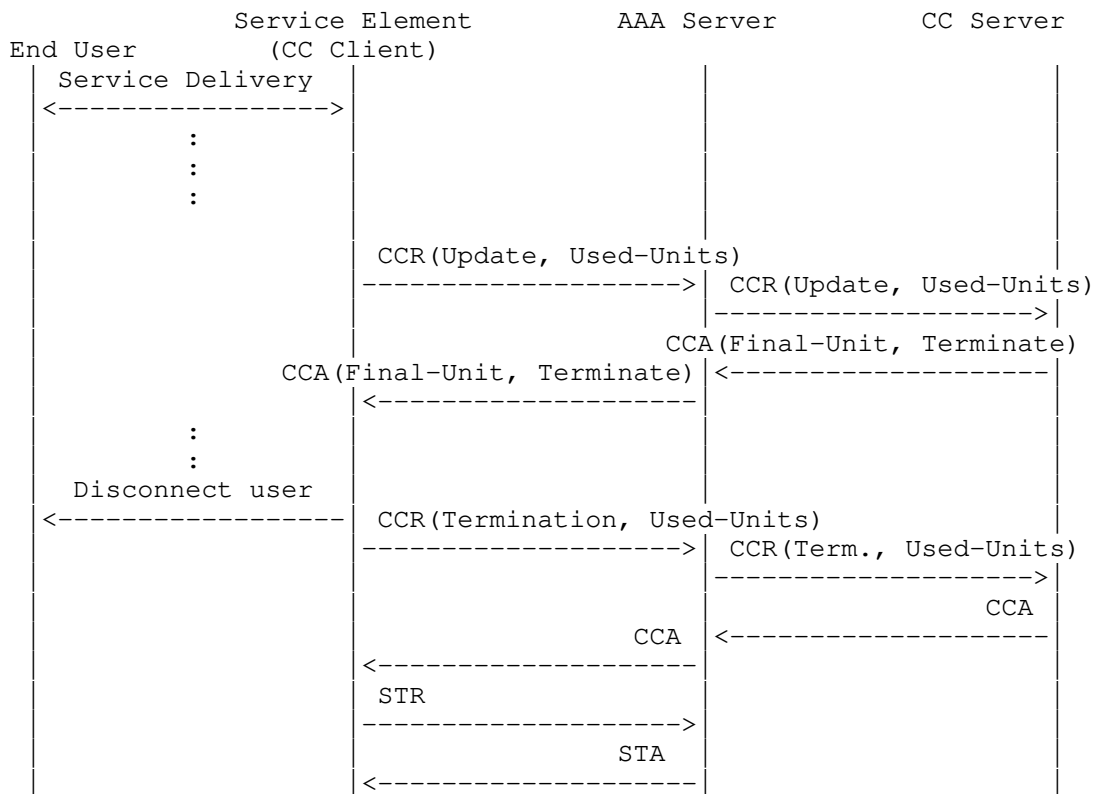 Service Element AAA Server CC Server
End User (CC Client)
Service Delivery
:
:
:
CCR(Update, Used-Units)
CCR(Update, Used-Units)
CCA(Final-Unit, Terminate)
CCA(Final-Unit, Terminate)
:
:
Disconnect user
CCR(Termination, Used-Units)
CCR(Term., Used-Units)
CCA
CCA
STR
STA